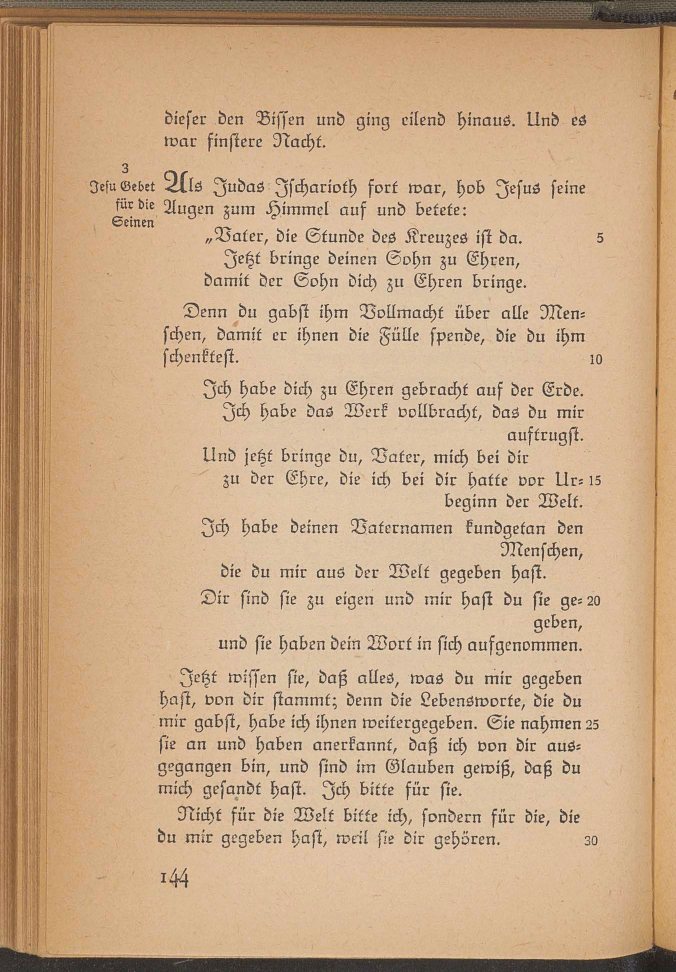 dieser den Bissen und ging eilend hinaus. Und es
war finstere Nacht.
3
Jesu Gebet
für die
Seinen
Als Judas Ischarioth fort war, hob Jesus seine
Augen zum Himmel auf und betete:
„Vater, die Stunde des Kreuzes ist da. 5
Jetzt bringe deinen Sohn zu Ehren,
damit der Sohn dich zu Ehren bringe.
Denn du gabst ihm Vollmacht über alle Men-
schen, damit er ihnen die Fülle spende, die du ihm
schenktest. 10
Ich habe dich zu Ehren gebracht auf der Erde.
Ich habe das Werk vollbracht, das du mir
auftrugst.
Und jetzt bringe du, Vater, mich bei dir
zu der Ehre, die ich bei dir hatte vor Ur- 15
beginn der Welt.
Ich habe deinen Vaternamen kundgetan den
Menschen,
die du mir aus der Welt gegeben hast.
Dir sind sie zu eigen und mir hast du sie ge- 20
geben,
und sie haben dein Wort in sich aufgenommen.
Jetzt wissen sie, daß alles, was du mir gegeben
hast, von dir stammt; denn die Lebensworte, die du
mir gabst, habe ich ihnen weitergegeben. Sie nahmen 25
sie an und haben anerkannt, daß ich von dir aus-
gegangen bin, und sind im Glauben gewiß, daß du
mich gesandt hast. Ich bitte für sie.
Nicht für die Welt bitte ich, sondern für die, die
du mir gegeben hast, weil sie dir gehören. 30
144